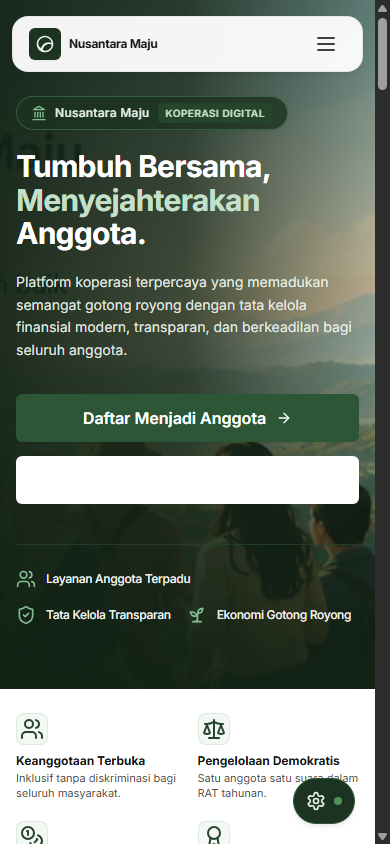 Nusantara Maju
Nusantara Maju KOPERASI DIGITAL
Tumbuh Bersama,
Menyejahterakan
Anggota.
Platform koperasi terpercaya yang memadukan
semangat gotong royong dengan tata kelola
finansial modern, transparan, dan berkeadilan bagi
seluruh anggota.
Daftar Menjadi Anggota
Layanan Anggota Terpadu
Tata Kelola Transparan Ekonomi Gotong Royong
Keanggotaan Terbuka
Inklusif tanpa diskriminasi bagi
seluruh masyarakat.
Pengelolaan Demokratis
Satu anggota satu suara dalam
RAT tahunan.